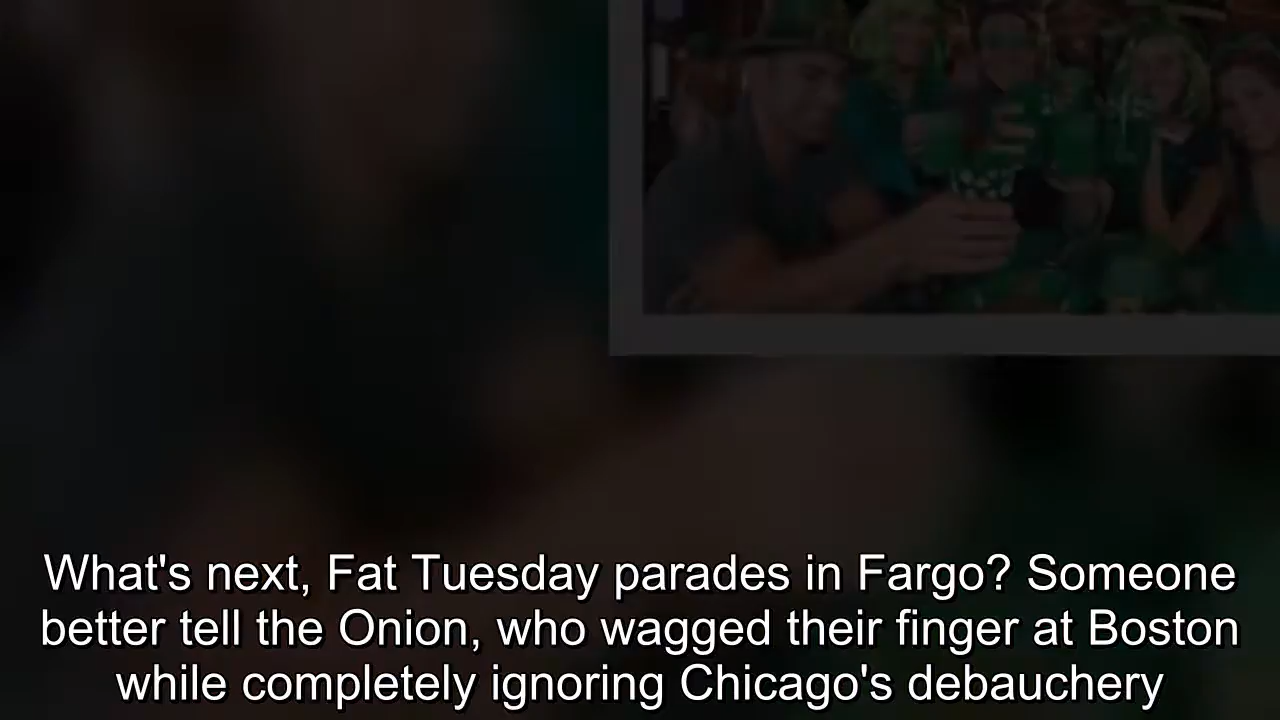 What's next, Fat Tuesday parades in Fargo? Someone
better tell the Onion, who wagged their finger at Boston
while completely ignoring Chicago's debauchery